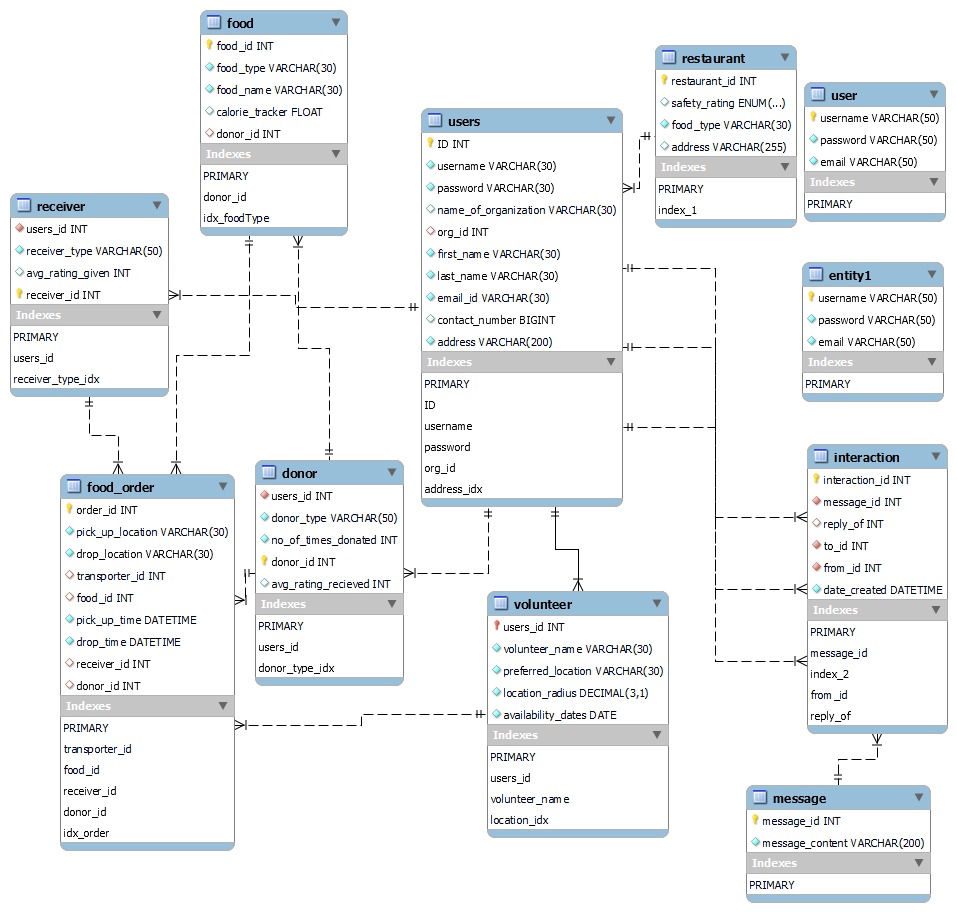 food
food_id INT
food_type VARCHAR(30)
food_name VARCHAR(30)
calorie_tracker FLOAT
donor_id INT
Indexes
PRIMARY
donor_id
idx_foodType
restaurant
restaurant_id INT
safety_rating ENUM(...)
food_type VARCHAR(30)
address VARCHAR(255)
Indexes
PRIMARY
index_1
user
username VARCHAR(50)
password VARCHAR(50)
email VARCHAR(50)
Indexes
PRIMARY
users
ID INT
username VARCHAR(30)
password VARCHAR(30)
name_of_organization VARCHAR(30)
org_id INT
first_name VARCHAR(30)
last_name VARCHAR(30)
email_id VARCHAR(30)
contact_number BIGINT
address VARCHAR(200)
Indexes
PRIMARY
ID
username
password
org_id
address_idx
receiver
users_id INT
receiver_type VARCHAR(50)
avg_rating_given INT
receiver_id INT
Indexes
PRIMARY
users_id
receiver_type_idx
entity1
username VARCHAR(50)
password VARCHAR(50)
email VARCHAR(50)
Indexes
PRIMARY
food_order
order_id INT
pick_up_location VARCHAR(30)
drop_location VARCHAR(30)
transporter_id INT
food_id INT
pick_up_time DATETIME
drop_time DATETIME
receiver_id INT
donor_id INT
Indexes
PRIMARY
transporter_id
food_id
receiver_id
donor_id
idx_order
donor
users_id INT
donor_type VARCHAR(50)
no_of_times_donated INT
donor_id INT
avg_rating_recieved INT
Indexes
PRIMARY
users_id
donor_type_idx
volunteer
users_id INT
volunteer_name VARCHAR(30)
preferred_location VARCHAR(30)
location_radius DECIMAL(3,1)
availability_dates DATE
Indexes
PRIMARY
users_id
volunteer_name
location_idx
interaction
interaction_id INT
message_id INT
reply_of INT
to_id INT
from_id INT
date_created DATETIME
Indexes
PRIMARY
message_id
index_2
from_id
reply_of
message
message_id INT
message_content VARCHAR(200)
Indexes
PRIMARY